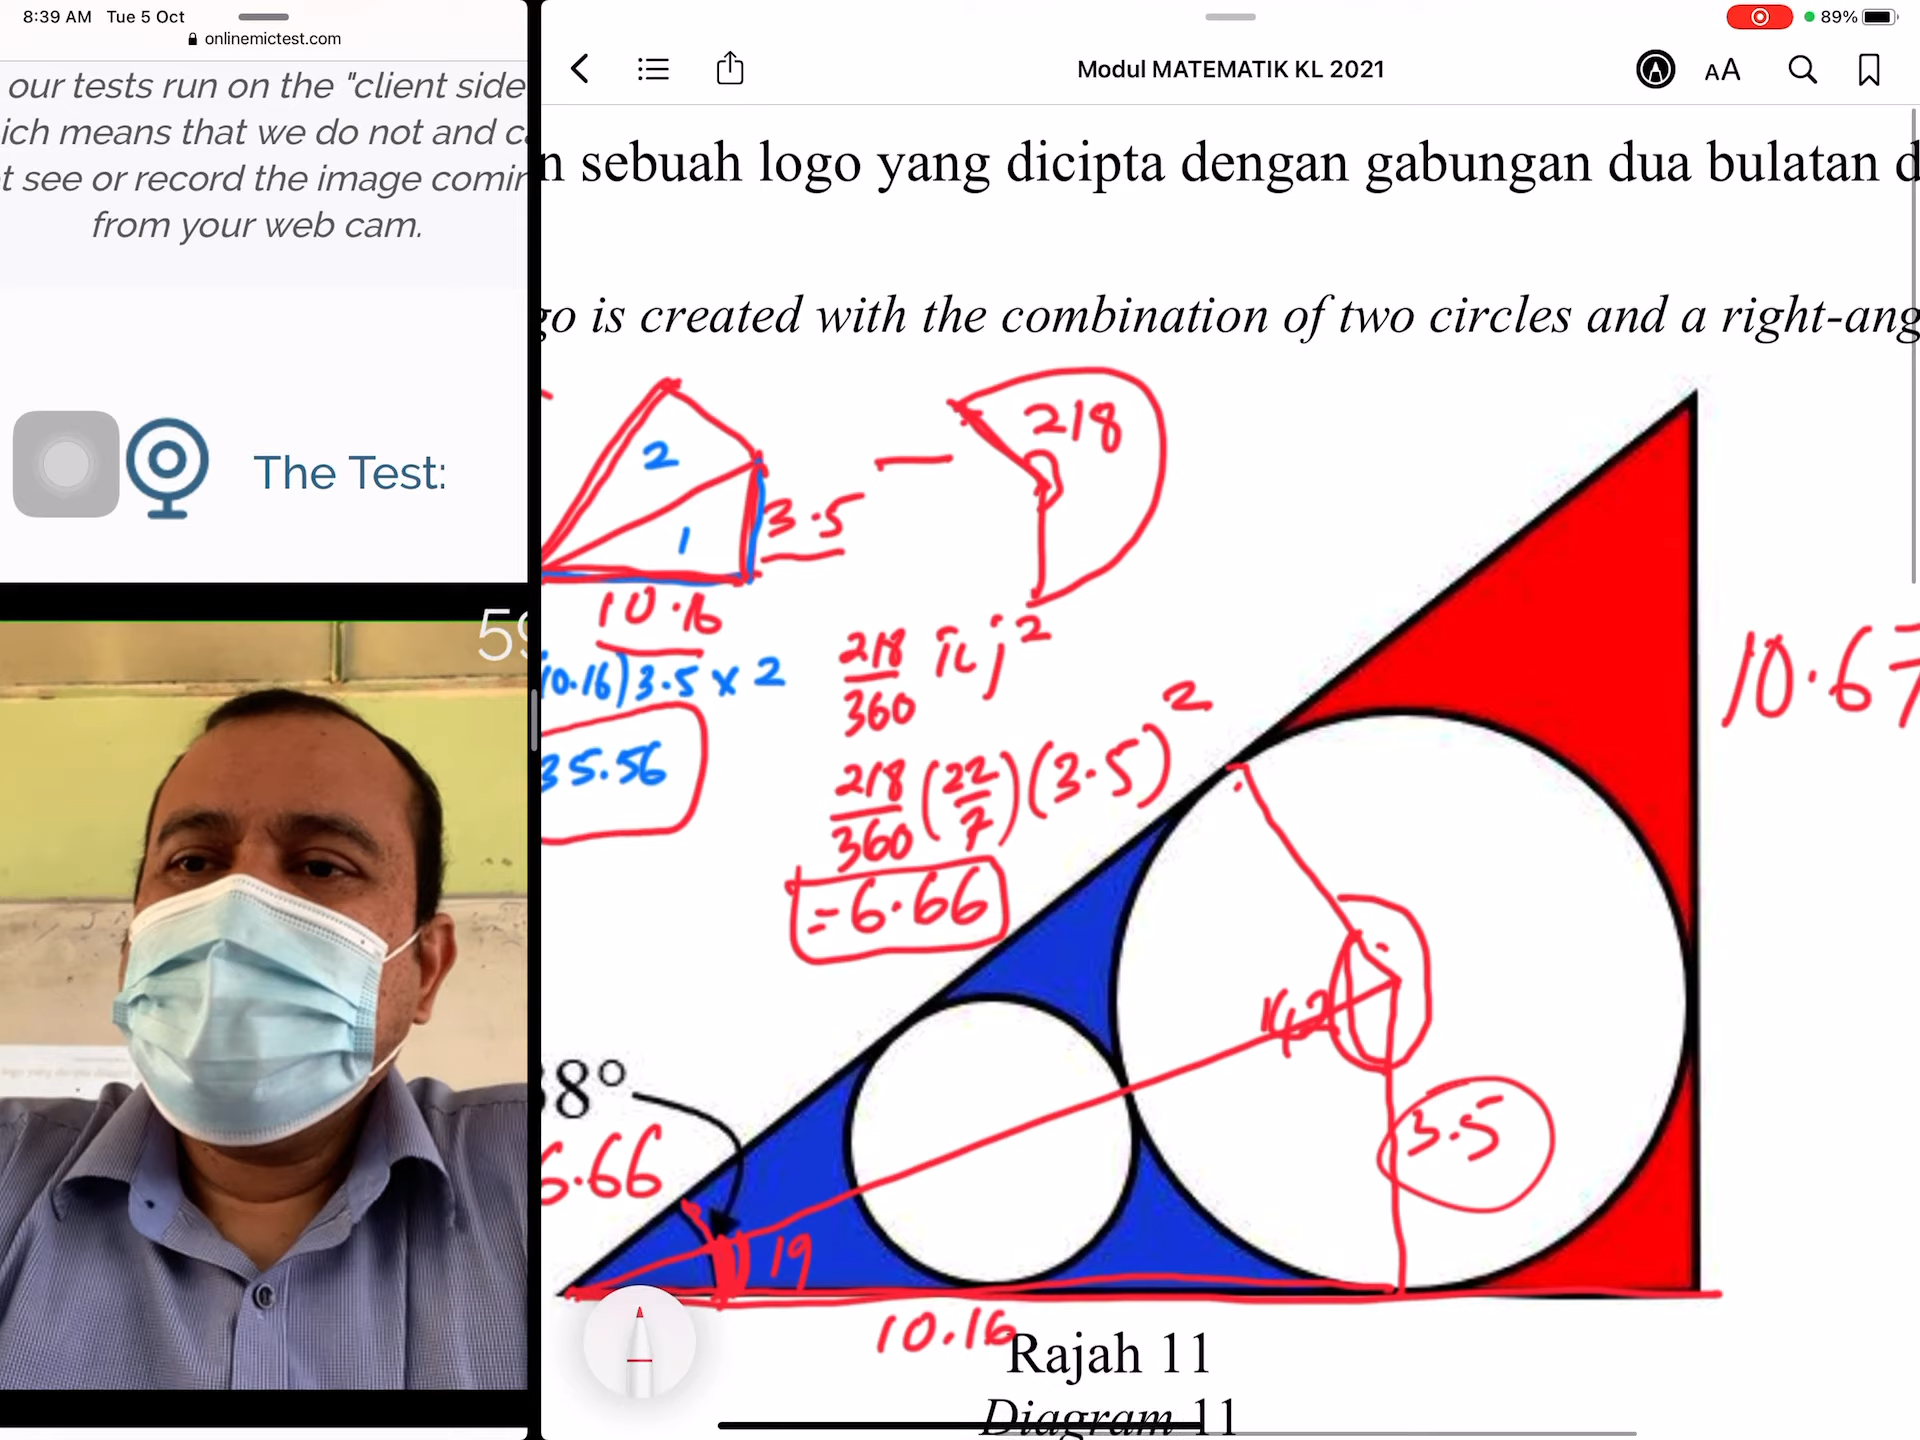 8:39 AM Tue 5 Oct
onlinemictest.com
our tests run on the "client side
ich means that we do not and c
t see or record the image comin
from your web cam.
The Test:
59
89%
Modul MATEMATIK KL 2021
AA
n sebuah logo yang dicipta dengan gabungan dua bulatan d
go is created with the combination of two circles and a right-ang
2
1
3.5
10.16
10.16)3.5 x 2
35.56
218
218
360
πj²
218
360
(22
7)
(3.5)²
=6.66
10.67
142
3.5
38°
6.66
19
10.16
Rajah 11
Diagram 11